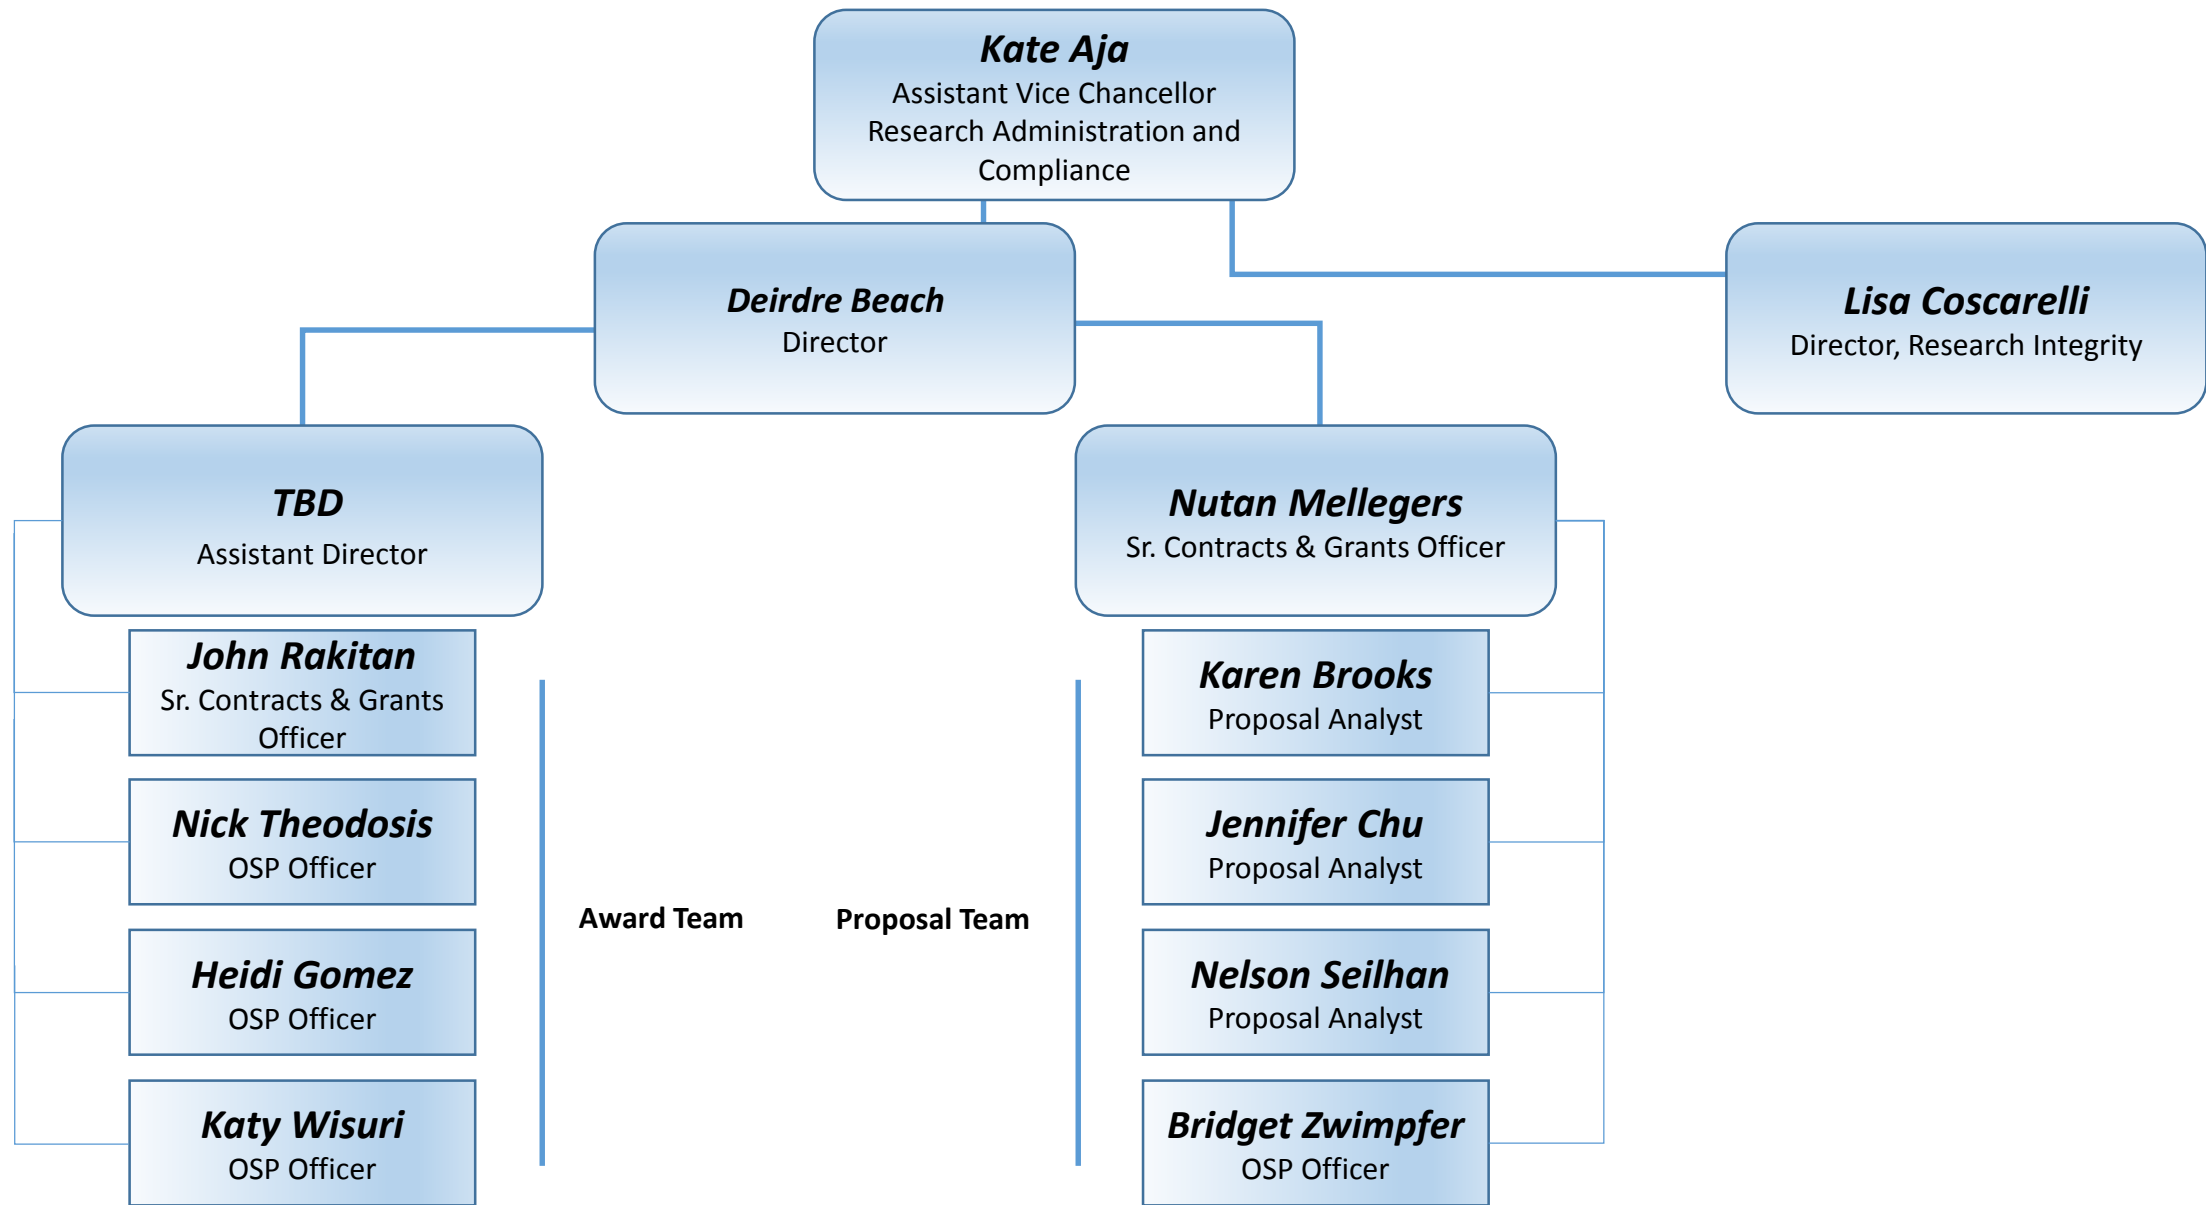 Kate Aja
Assistant Vice Chancellor
Research Administration and
Compliance
Deirdre Beach
Director
Lisa Coscarelli
Director, Research Integrity
TBD
Assistant Director
Nutan Mellegers
Sr. Contracts & Grants Officer
John Rakitan
Sr. Contracts & Grants
Officer
Nick Theodosis
OSP Officer
Heidi Gomez
OSP Officer
Katy Wisuri
OSP Officer
Award Team
Proposal Team
Karen Brooks
Proposal Analyst
Jennifer Chu
Proposal Analyst
Nelson Seilhan
Proposal Analyst
Bridget Zwimpfer
OSP Officer